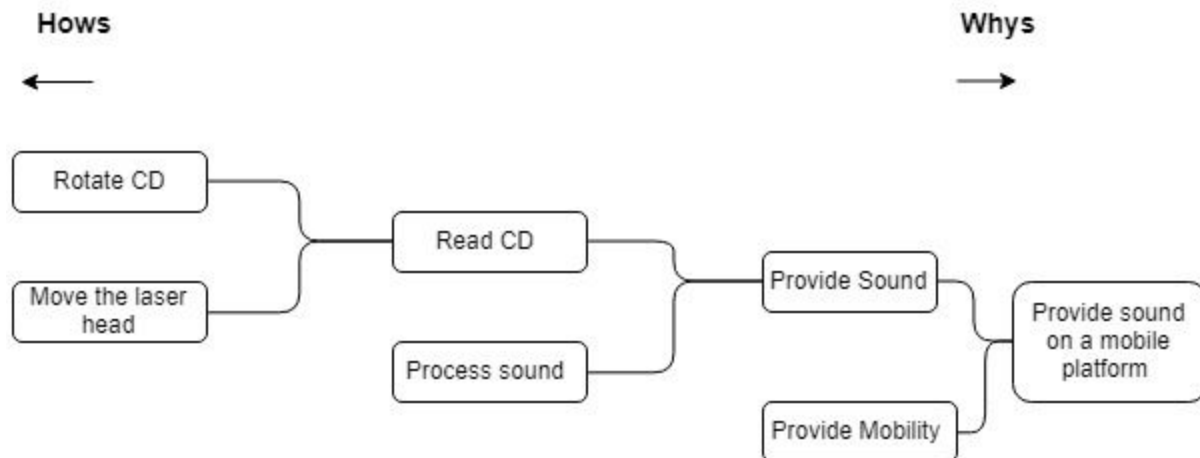 Hows
Whys
Rotate CD
Move the laser
head
Read CD
Process sound
Provide Sound
Provide Mobility
Provide sound
on a mobile
platform